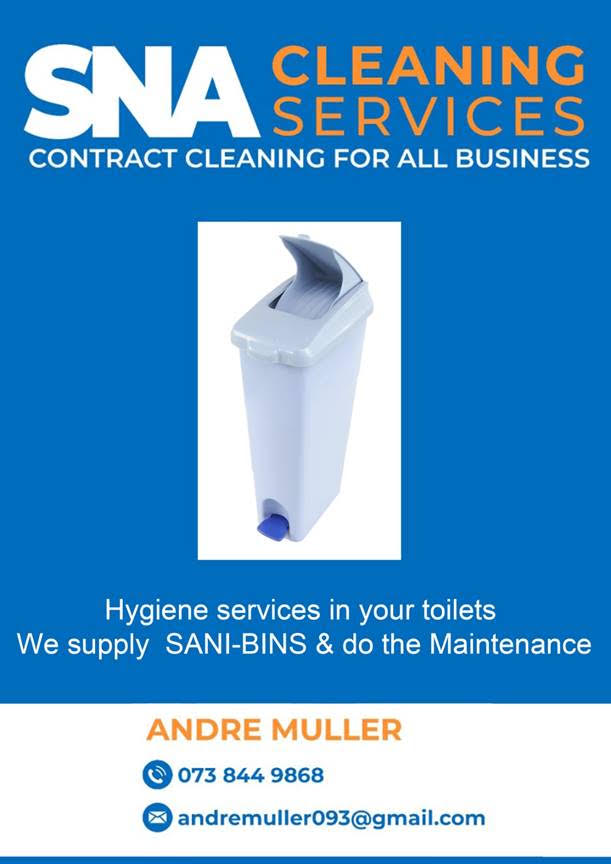 SNA CLEANING
SERVICES
CONTRACT CLEANING FOR ALL BUSINESS
Hygiene services in your toilets
We supply  SANI-BINS & do the Maintenance
ANDRE MULLER
073 844 9868
andremuller093@gmail.com